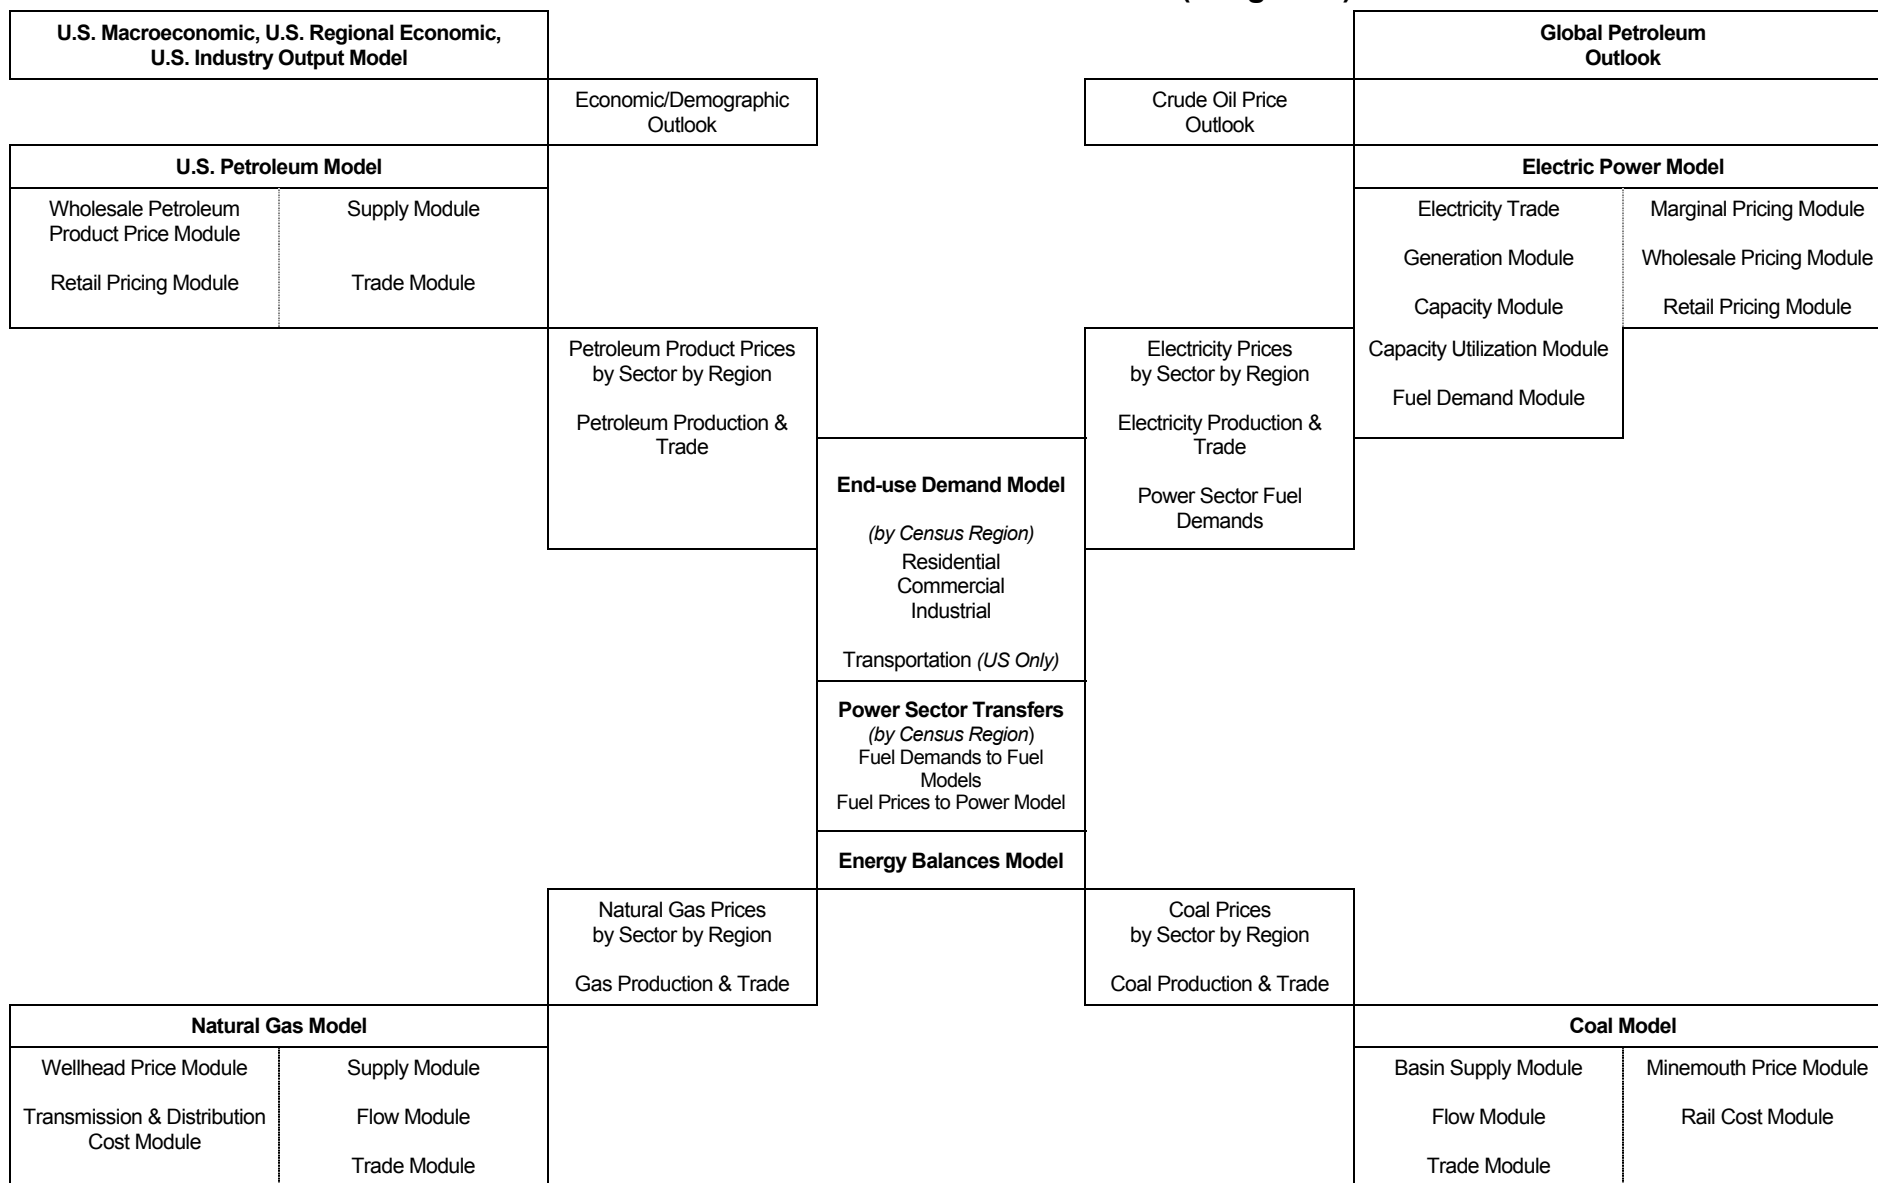 U.S. Macroeconomic, U.S. Regional Economic,
U.S. Industry Output Model
Global Petroleum
Outlook
Economic/Demographic
Outlook
Crude Oil Price
Outlook
U.S. Petroleum Model
Wholesale Petroleum
Product Price Module
Supply Module
Retail Pricing Module
Trade Module
Electric Power Model
Electricity Trade
Marginal Pricing Module
Generation Module
Wholesale Pricing Module
Capacity Module
Retail Pricing Module
Capacity Utilization Module
Fuel Demand Module
Petroleum Product Prices
by Sector by Region
Petroleum Production &
Trade
Electricity Prices
by Sector by Region
Electricity Production &
Trade
Power Sector Fuel
Demands
End-use Demand Model
(by Census Region)
Residential
Commercial
Industrial
Transportation (US Only)
Power Sector Transfers
(by Census Region)
Fuel Demands to Fuel
Models
Fuel Prices to Power Model
Energy Balances Model
Natural Gas Prices
by Sector by Region
Gas Production & Trade
Coal Prices
by Sector by Region
Coal Production & Trade
Natural Gas Model
Wellhead Price Module
Supply Module
Transmission & Distribution
Cost Module
Flow Module
Trade Module
Coal Model
Basin Supply Module
Minemouth Price Module
Flow Module
Rail Cost Module
Trade Module